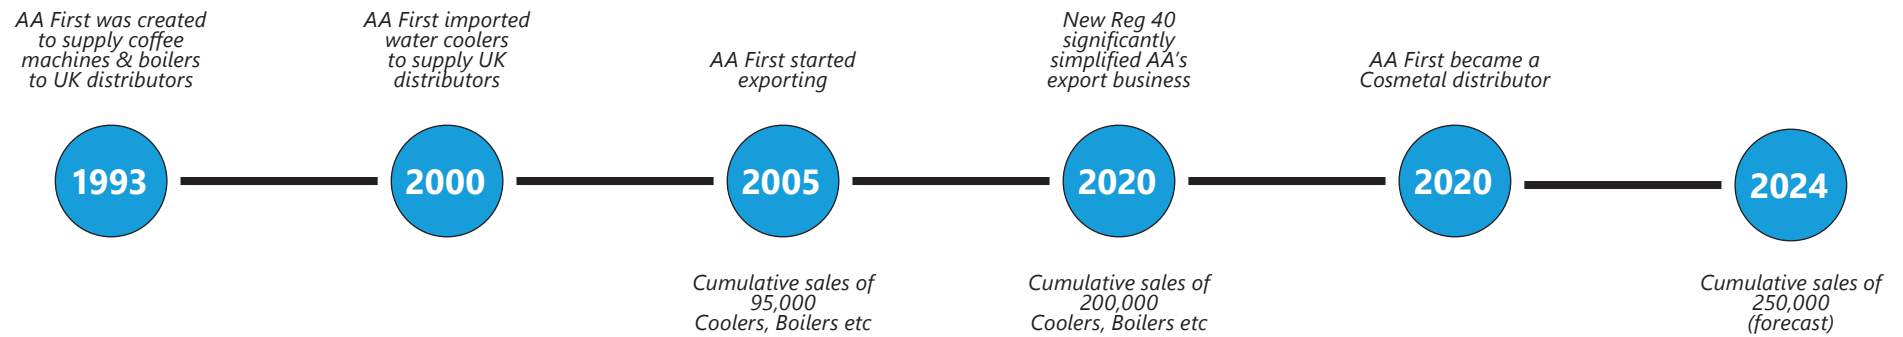 AA First was created
to supply coffee
machines & boilers
to UK distributors
AA First imported
water coolers
to supply UK
distributors
AA First started
exporting
New Reg 40
significantly
simplified AA's
export business
AA First became a
Cosmetal distributor
1993
2000
2005
2020
2020
2024
Cumulative sales of
95,000
Coolers, Boilers etc
Cumulative sales of
200,000
Coolers, Boilers etc
Cumulative sales of
250,000
(forecast)